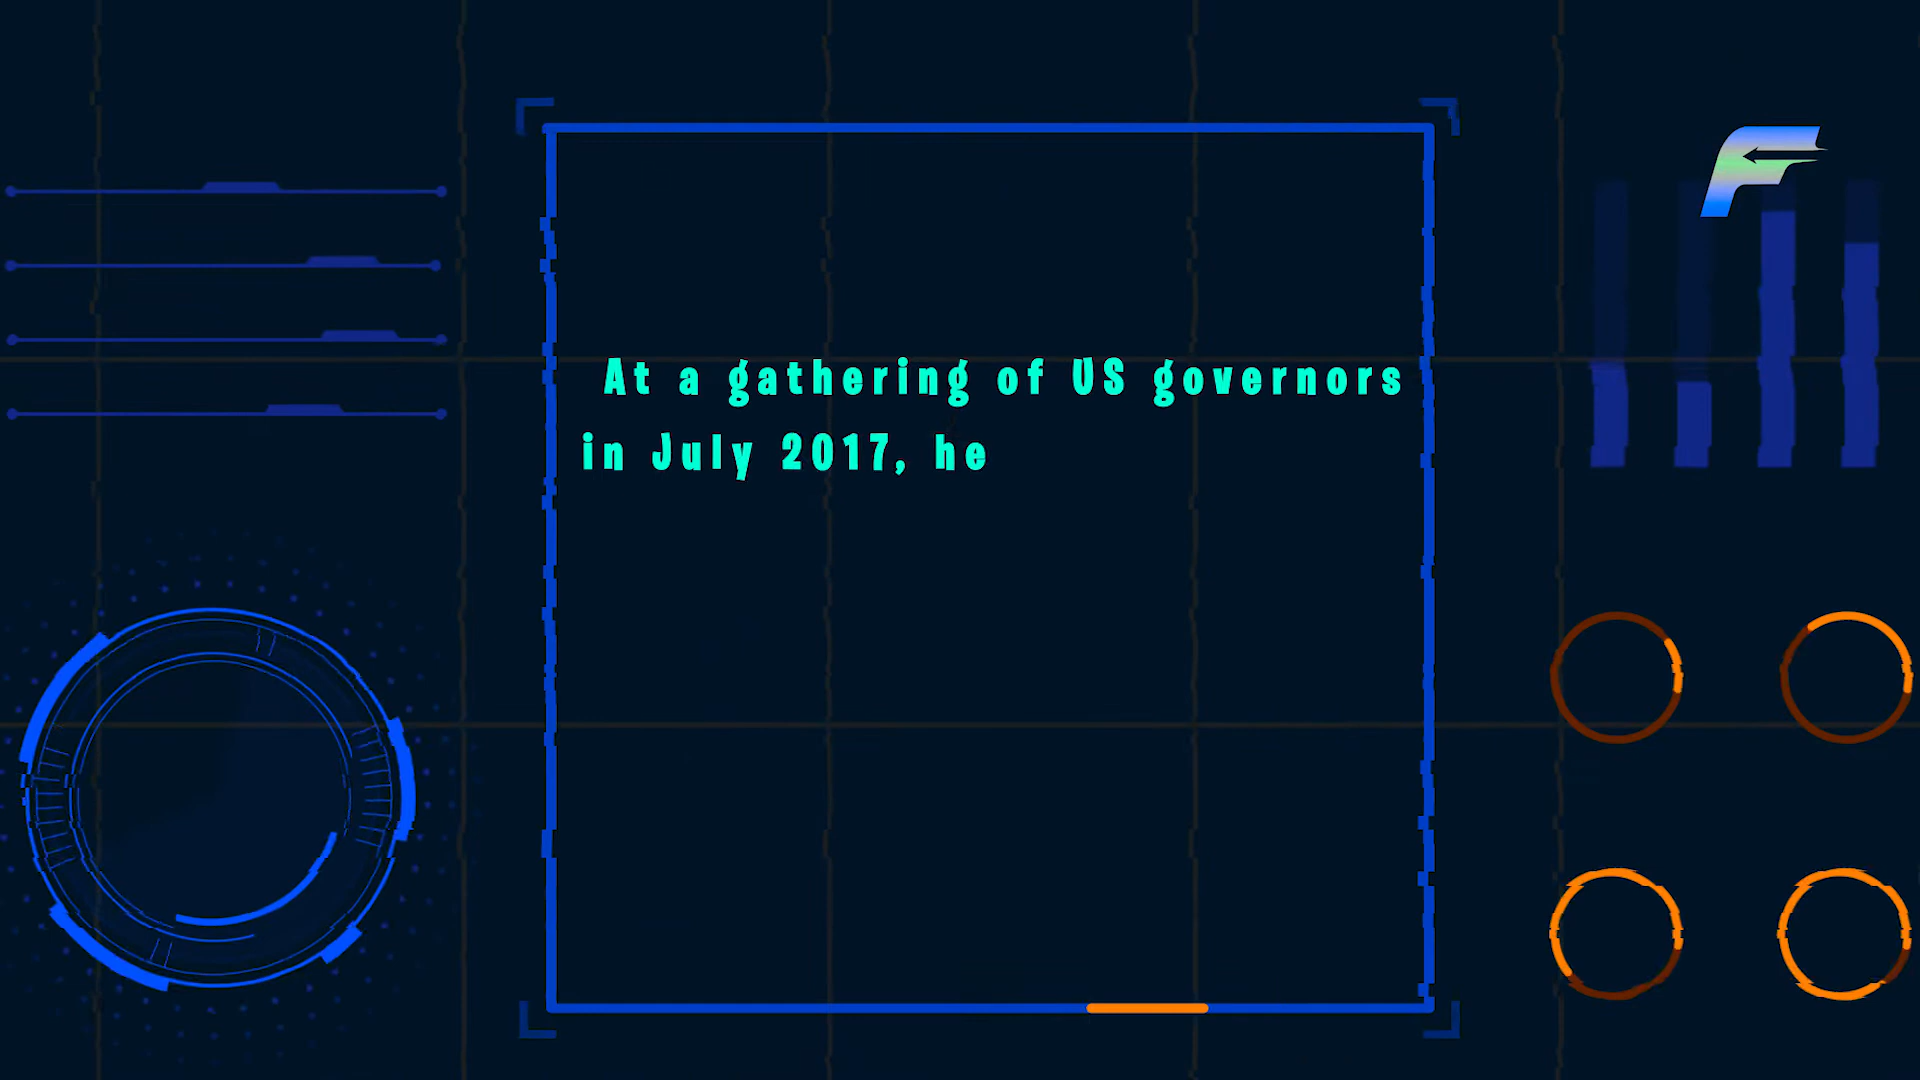 At a gathering of US governors
in July 2017, he